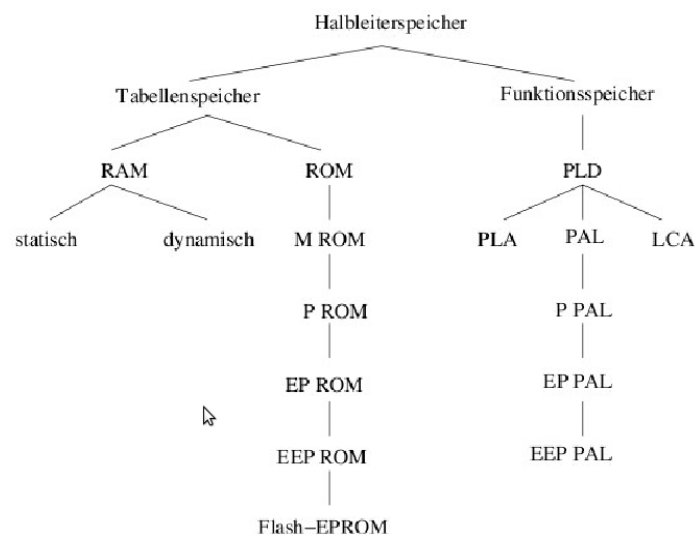 Halbleiterspeicher
Tabellenspeicher Funktionsspeicher
RAM ROM PLD
statisch dynamisch M ROM PLA PAL LCA
P ROM P PAL
EP ROM EP PAL
EEP ROM EEP PAL
Flash−EPROM